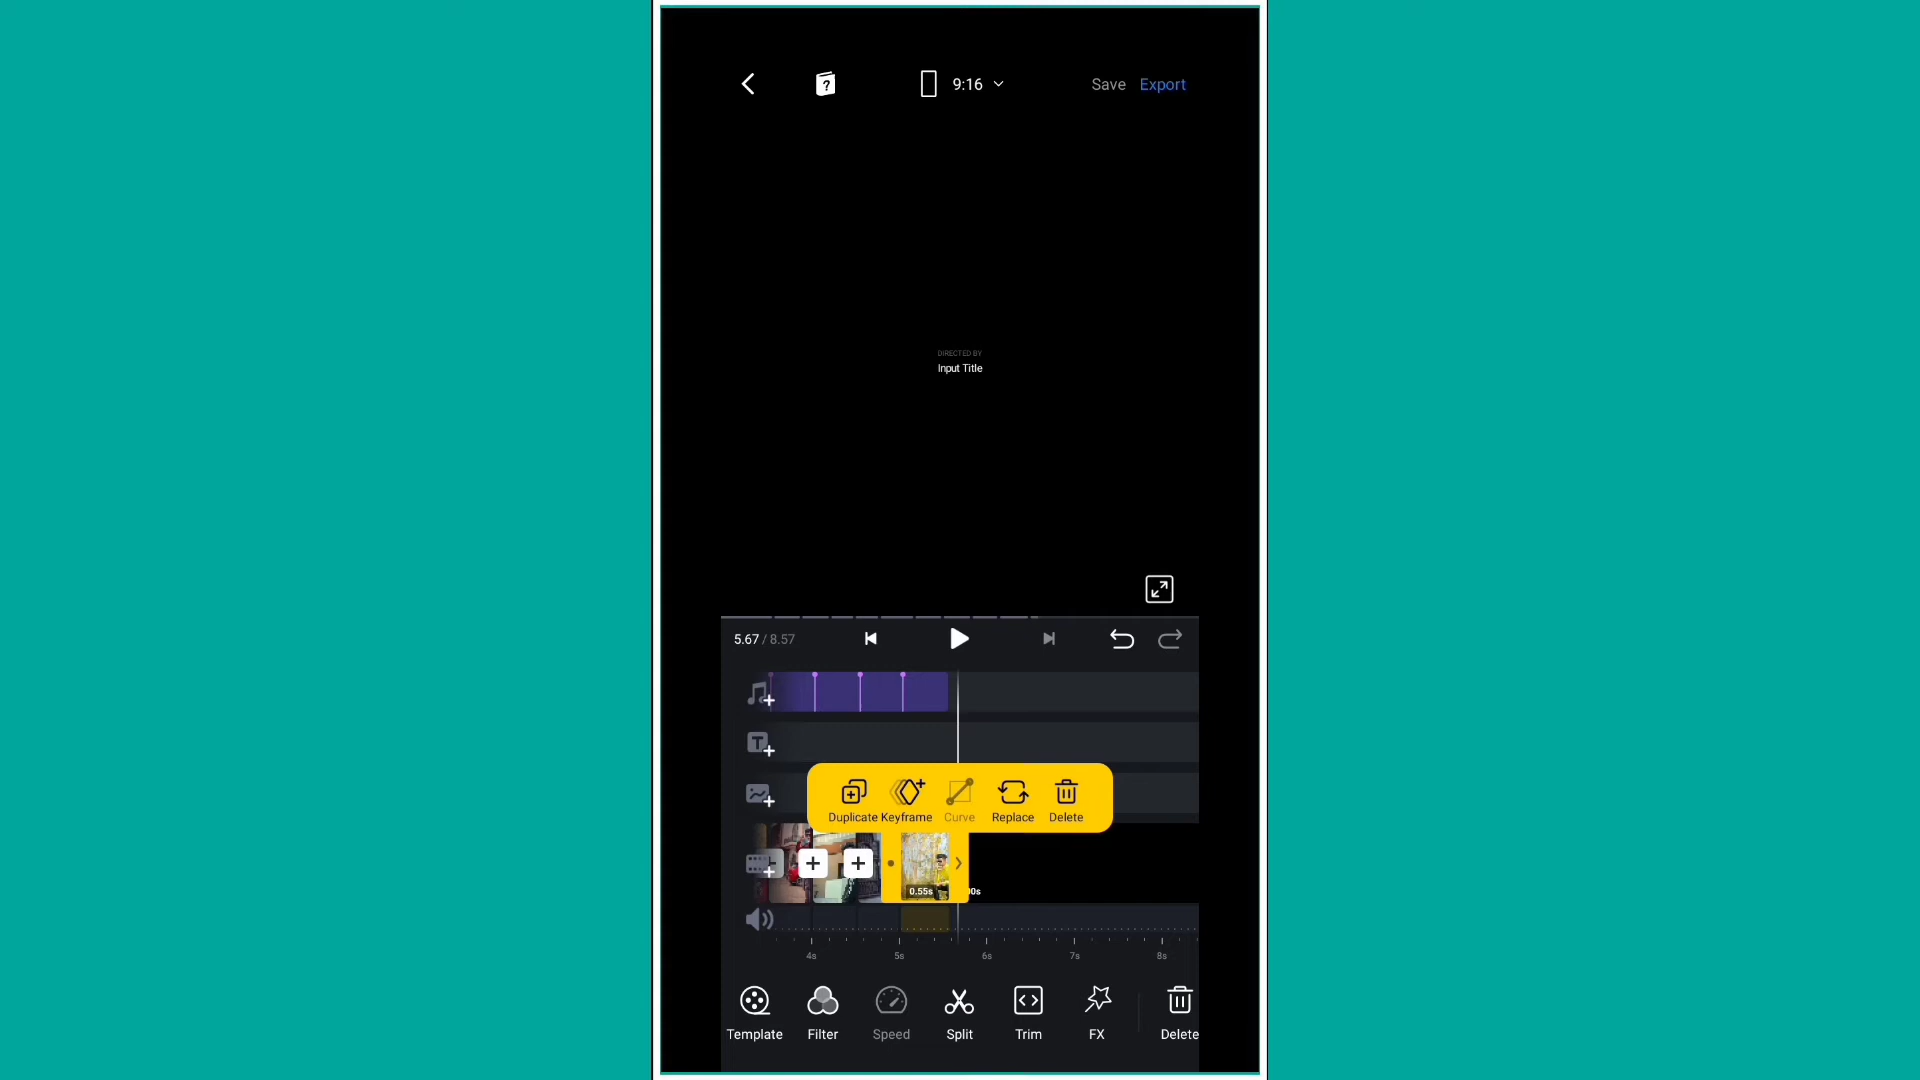 9:16
Save
Export
DIRECTED BY
Input Title
5.67 / 8.57
Duplicate
Keyframe
Curve
Replace
Delete
0.55s
4s
5s
6s
7s
8s
Template
Filter
Speed
Split
Trim
FX
Delete